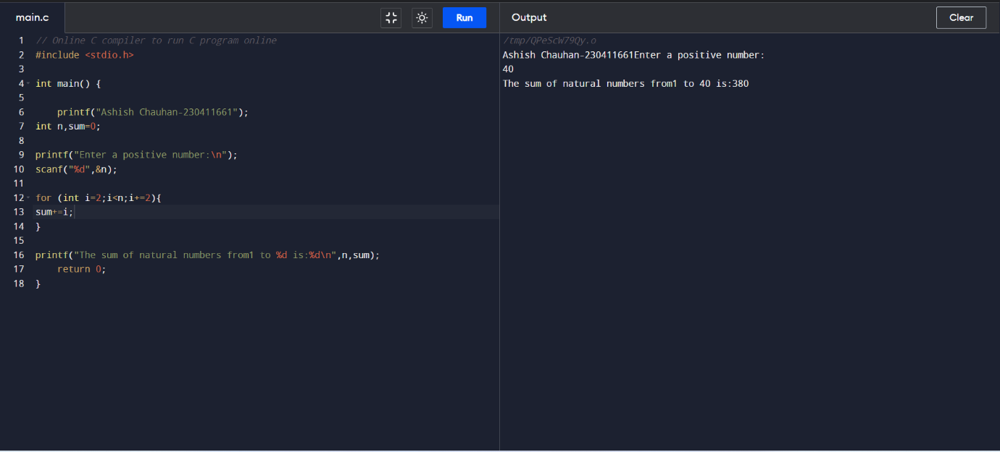 main.c
Run
Output
Clear
1 // Online C compiler to run C program online
2 #include <stdio.h>
3
4 int main() {
5
6     printf("Ashish Chauhan-230411661");
7 int n,sum=0;
8
9 printf("Enter a positive number:\n");
10 scanf("%d",&n);
11
12 for (int i=2;i<n;i+=2){
13 sum+=i;
14 }
15
16 printf("The sum of natural numbers from1 to %d is:%d\n",n,sum);
17     return 0;
18 }
/tmp/QPeScW79Qy.o
Ashish Chauhan-230411661Enter a positive number:
40
The sum of natural numbers from1 to 40 is:380